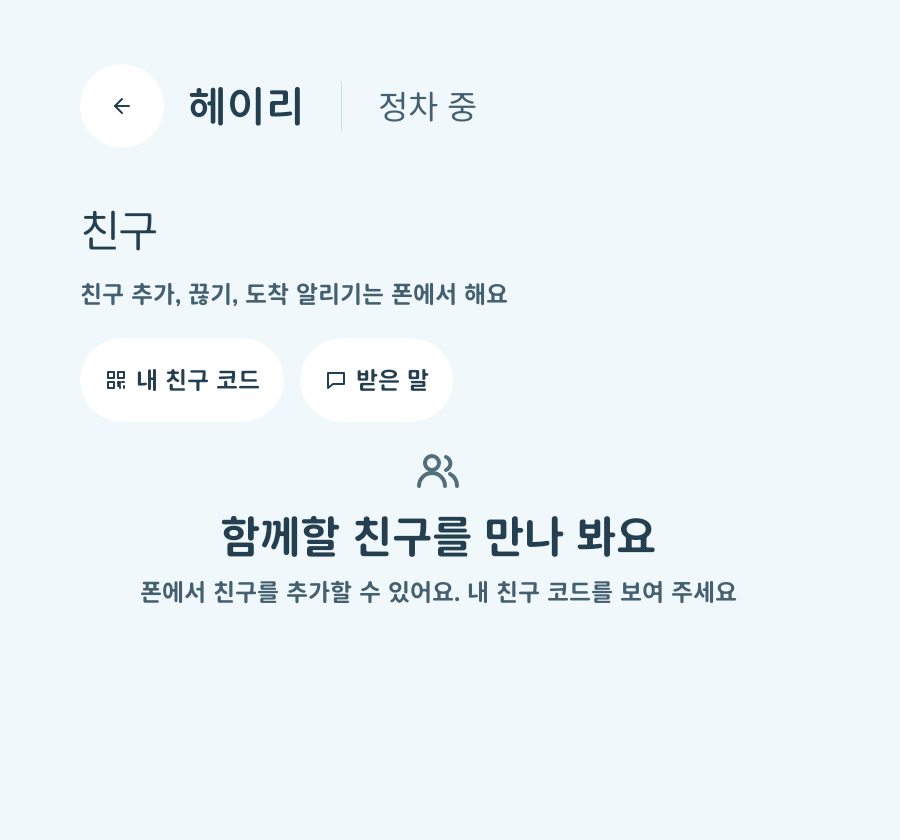 헤이리
정차 중
친구
친구 추가, 끊기, 도착 알리기는 폰에서 해요
내 친구 코드
받은 말
함께할 친구를 만나 봐요
폰에서 친구를 추가할 수 있어요. 내 친구 코드를 보여 주세요